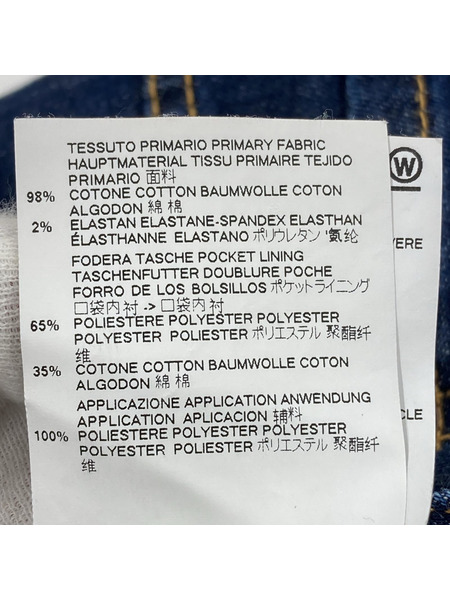 TESSUTO PRIMARIO PRIMARY FABRIC
HAUPTMATERIAL TISSU PRIMAIRE TEJIDO
PRIMARIO 面料
98% COTONE COTTON BAUMWOLLE COTON
ALGODON 綿 棉
2% ELASTAN ELASTANE-SPANDEX ELASTHAN
ÉLASTHANNE ELASTANO ポリウレタン '氨纶
FODERA TASCHE POCKET LINING
TASCHENFUTTER DOUBLURE POCHE
FORRO DE LOS BOLSILLOS ポケットライニング
口袋内衬 -> 口袋内衬
65% POLIESTERE POLYESTER POLYESTER
POLYESTER POLIESTER ポリエステル 聚酯纤
维
35% COTONE COTTON BAUMWOLLE COTON
ALGODON 綿 棉
APPLICAZIONE APPLICATION ANWENDUNG
APPLICATION APLICACION 辅料
100% POLIESTERE POLYESTER POLYESTER
POLYESTER POLIESTER ポリエステル 聚酯纤
维
W
VERE
CLE